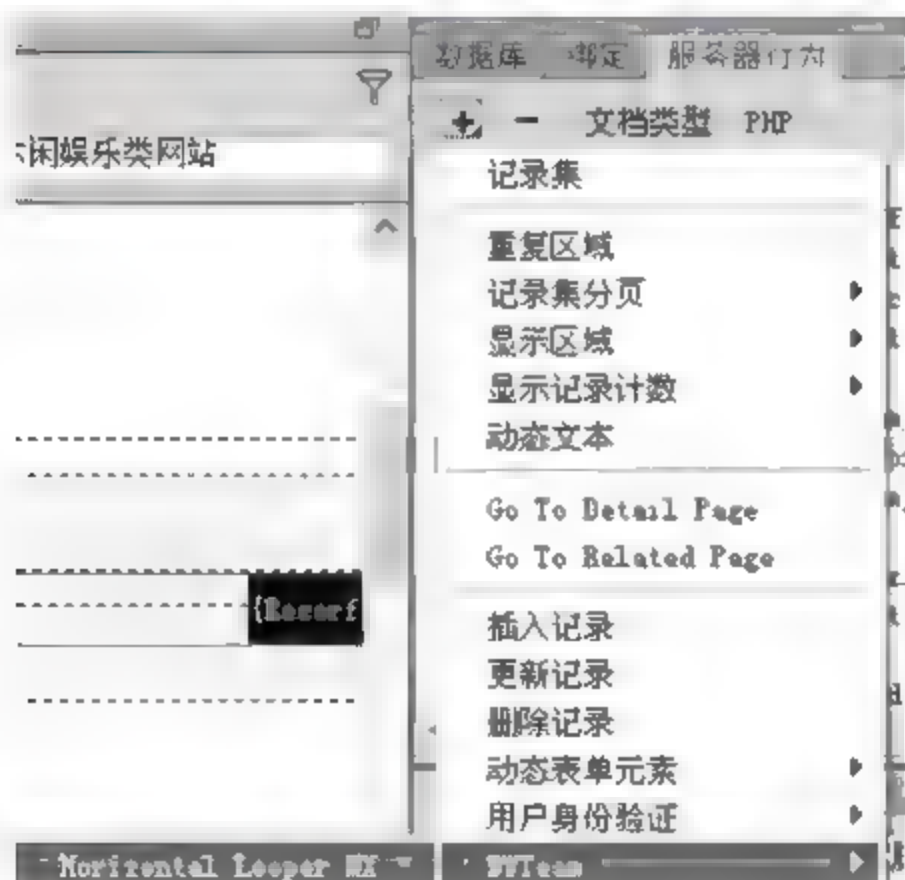 数据库 绑定 服务器行为
文档类型 PHP
闲娱乐类网站
记录集
重复区域
记录集分页
显示区域
显示记录计数
动态文本
Go To Detail Page
Go To Related Page
插入记录
更新记录
删除记录
动态表单元素
用户身份验证
Horizontal Looper MX
DWTeam